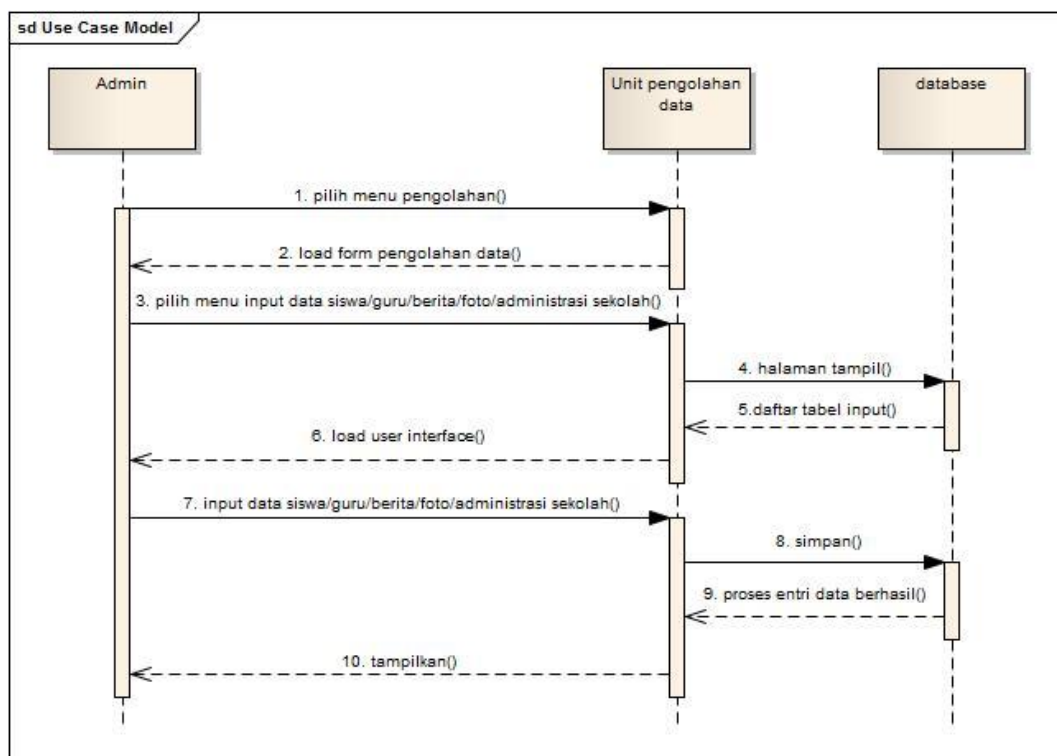 sd Use Case Model
Admin
Unit pengolahan
data
database
1. pilih menu pengolahan()
2. load form pengolahan data()
3. pilih menu input data siswa/guru/berita/foto/administrasi sekolah()
4. halaman tampil()
5.daftar tabel input()
6. load user interface()
7. input data siswa/guru/berita/foto/administrasi sekolah()
8. simpan()
9. proses entri data berhasil()
10. tampilkan()